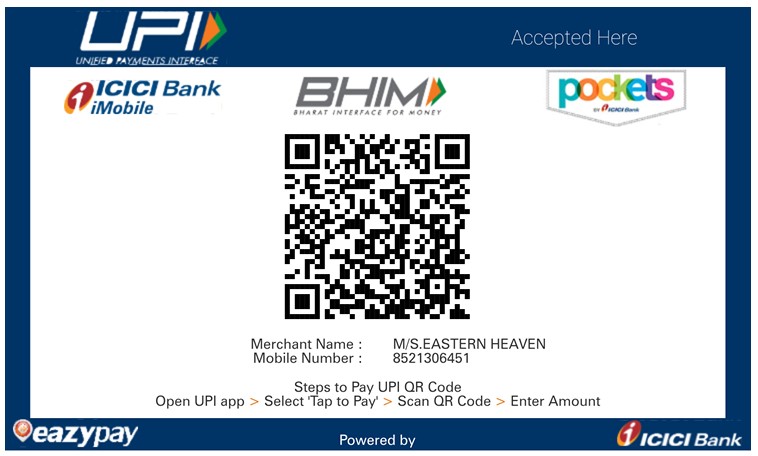 UPI
UNIFIED PAYMENTS INTERFACE
Accepted Here
ICICI Bank
iMobile
BHIM
BHARAT INTERFACE FOR MONEY
pockets
BY ICICI Bank
Merchant Name : M/S.EASTERN HEAVEN
Mobile Number : 8521306451
Steps to Pay UPI QR Code
Open UPI app > Select 'Tap to Pay' > Scan QR Code > Enter Amount
eazypay
Powered by
ICICI Bank